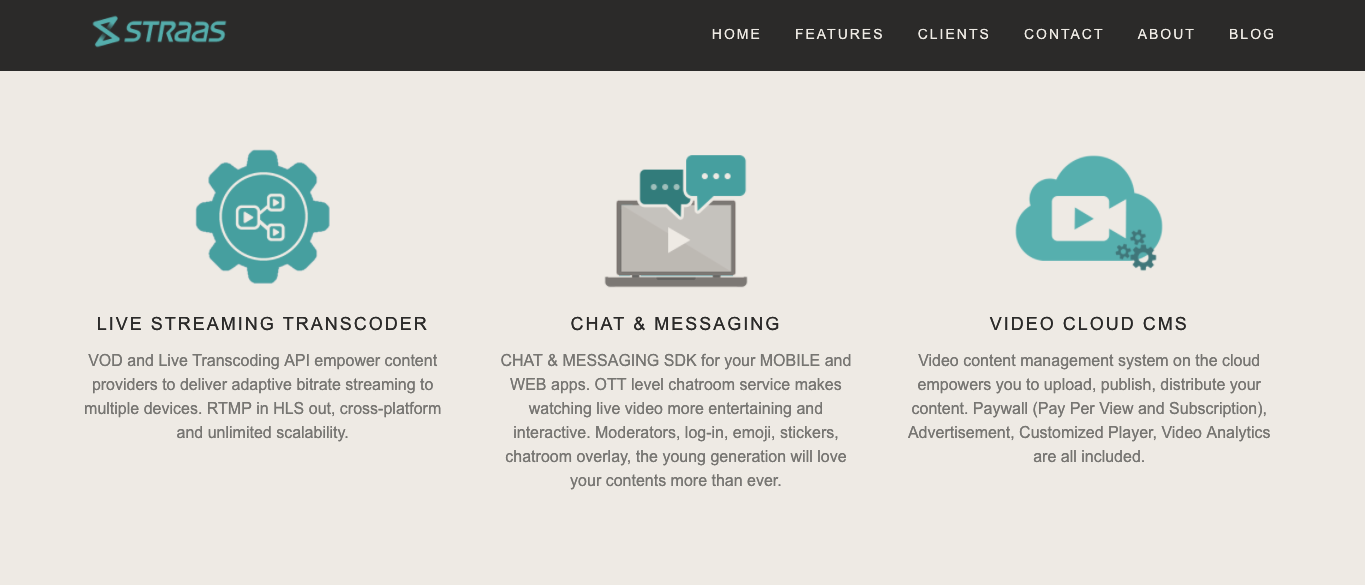 STRaaS
HOME FEATURES CLIENTS CONTACT ABOUT BLOG
LIVE STREAMING TRANSCODER
VOD and Live Transcoding API empower content
providers to deliver adaptive bitrate streaming to
multiple devices. RTMP in HLS out, cross-platform
and unlimited scalability.
CHAT & MESSAGING
CHAT & MESSAGING SDK for your MOBILE and
WEB apps. OTT level chatroom service makes
watching live video more entertaining and
interactive. Moderators, log-in, emoji, stickers,
chatroom overlay, the young generation will love
your contents more than ever.
VIDEO CLOUD CMS
Video content management system on the cloud
empowers you to upload, publish, distribute your
content. Paywall (Pay Per View and Subscription),
Advertisement, Customized Player, Video Analytics
are all included.